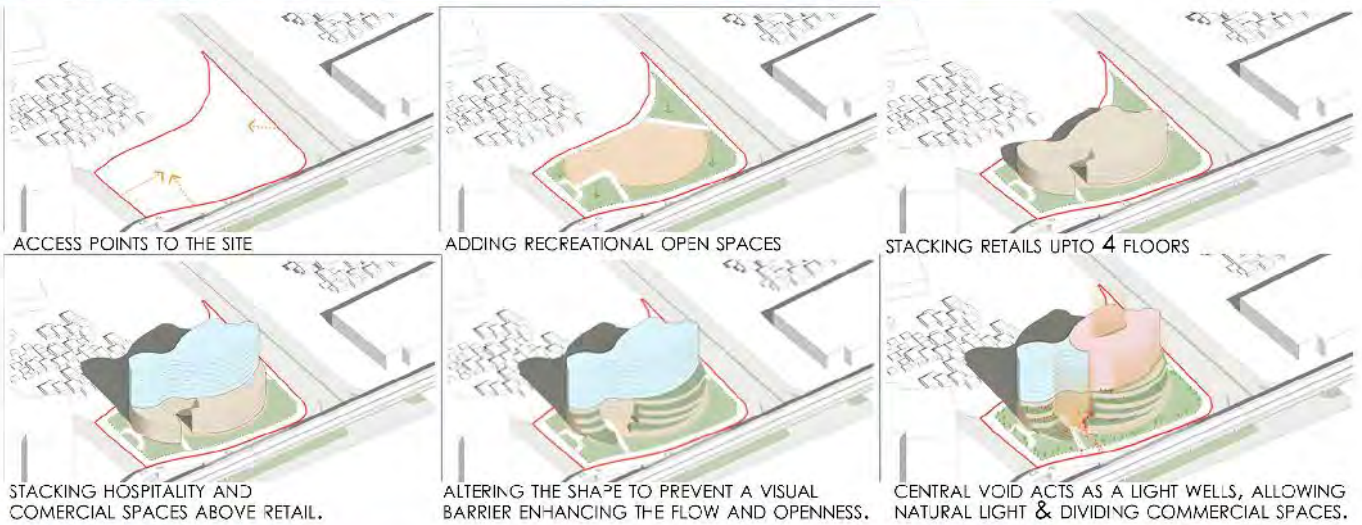 ACCESS POINTS TO THE SITE
ADDING RECREATIONAL OPEN SPACES
STACKING RETAILS UPTO 4 FLOORS
STACKING HOSPITALITY AND
COMERCIAL SPACES ABOVE RETAIL.
ALTERING THE SHAPE TO PREVENT A VISUAL
BARRIER ENHANCING THE FLOW AND OPENNESS.
CENTRAL VOID ACTS AS A LIGHT WELLS, ALLOWING
NATURAL LIGHT & DIVIDING COMMERCIAL SPACES.